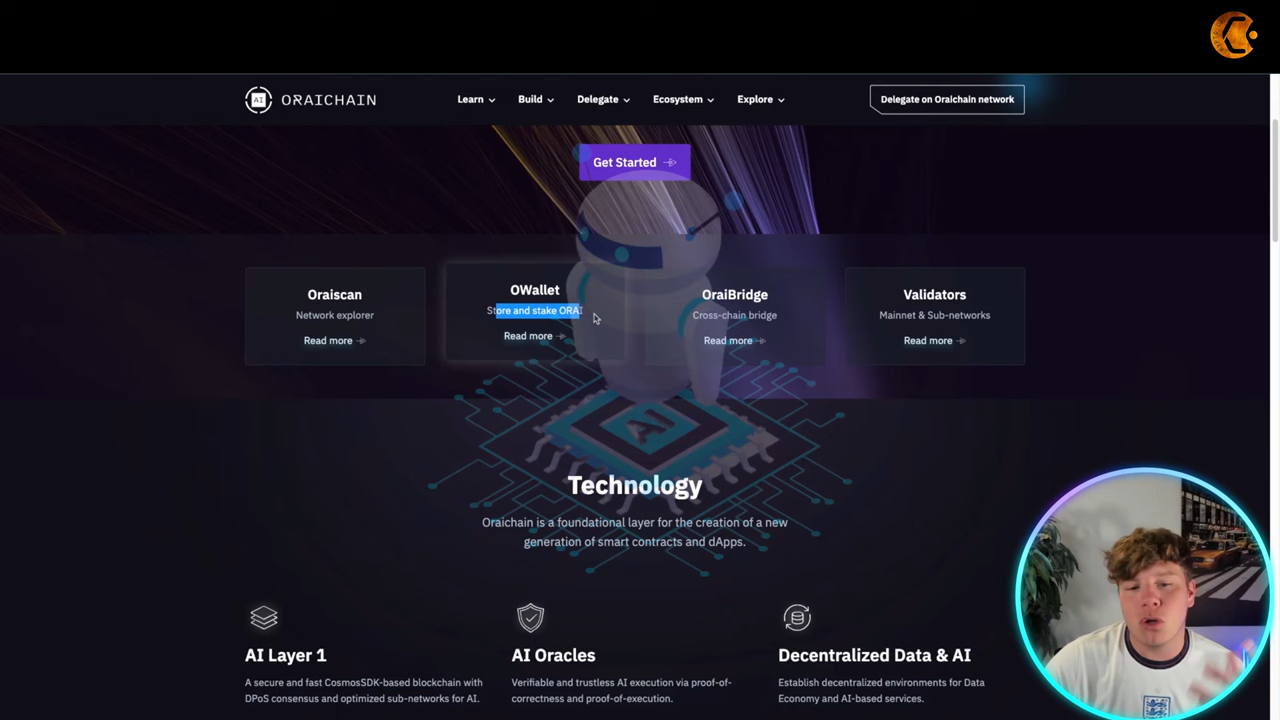 AI ORAICHAIN
Learn
Build
Delegate
Ecosystem
Explore
Delegate on Oraichain network
Get Started
Oraiscan
Network explorer
Read more
OWallet
Store and stake ORAI
Read more
OraiBridge
Cross-chain bridge
Read more
Validators
Mainnet & Sub-networks
Read more
AI
Technology
Oraichain is a foundational layer for the creation of a new
generation of smart contracts and dApps.
AI Layer 1
A secure and fast CosmosSDK-based blockchain with
DPoS consensus and optimized sub-networks for AI.
AI Oracles
Verifiable and trustless AI execution via proof-of-
correctness and proof-of-execution.
Decentralized Data & AI
Establish decentralized environments for Data
Economy and AI-based services.